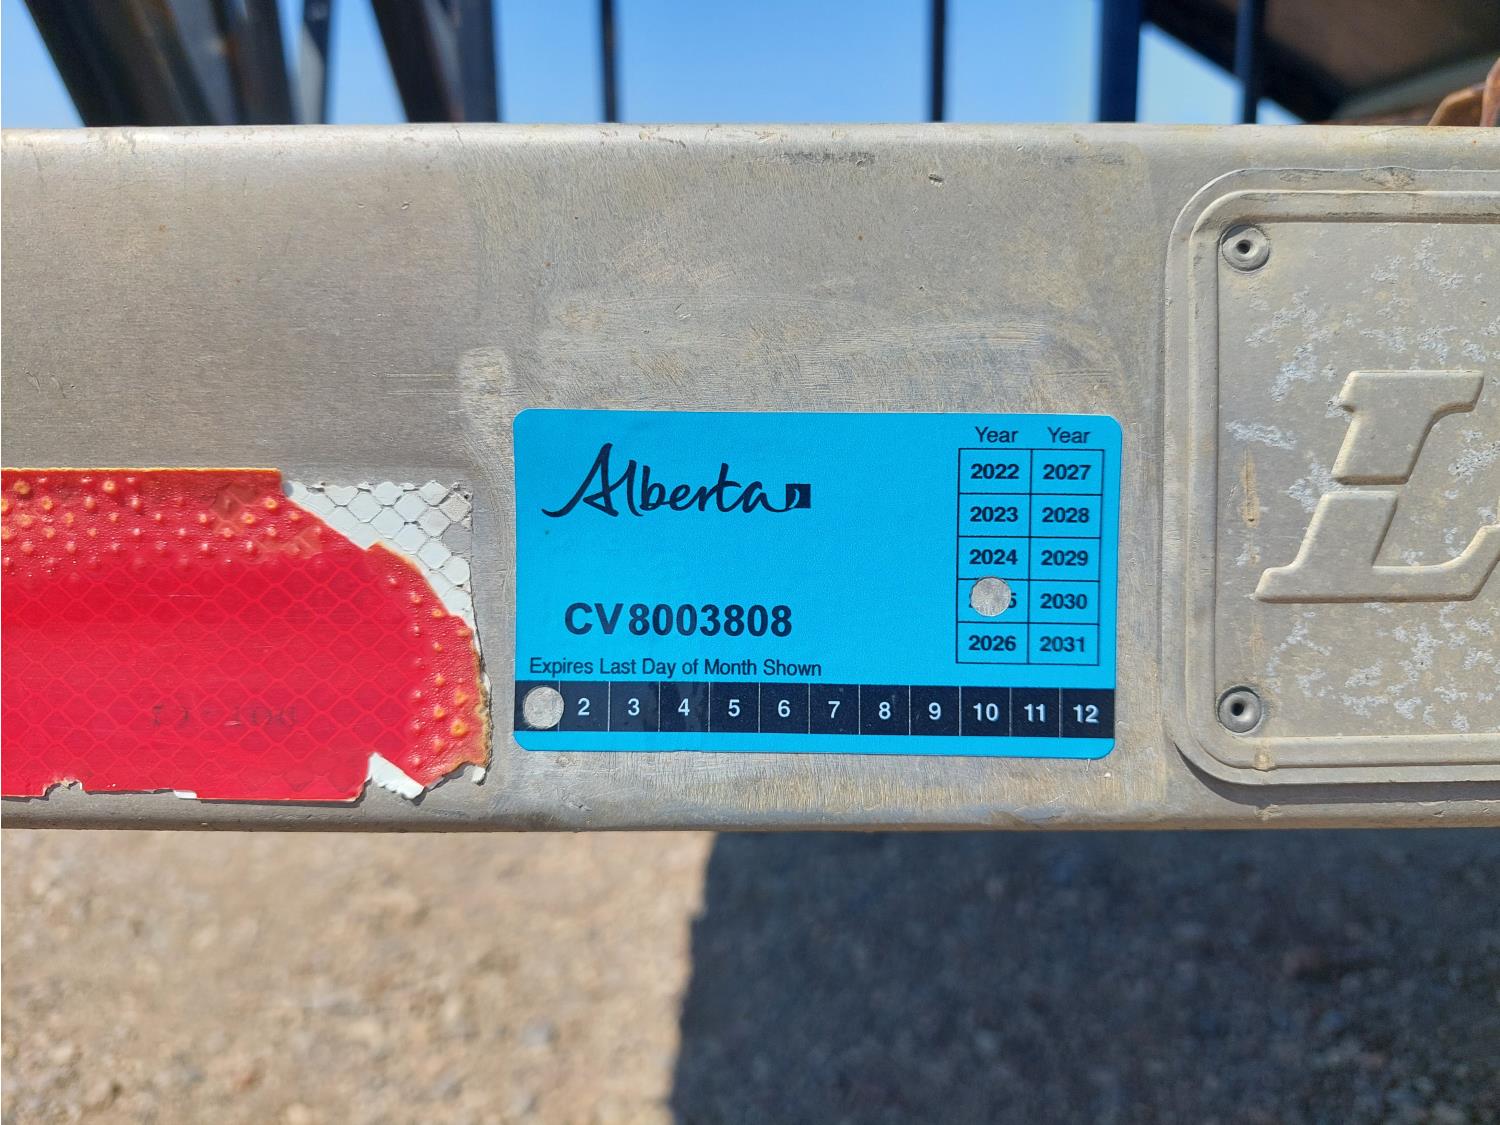 Alberta
Year Year
2022 2027
2023 2028
2024 2029
5 2030
2026 2031
CV8003808
Expires Last Day of Month Shown
2 3 4 5 6 7 8 9 10 11 12
L